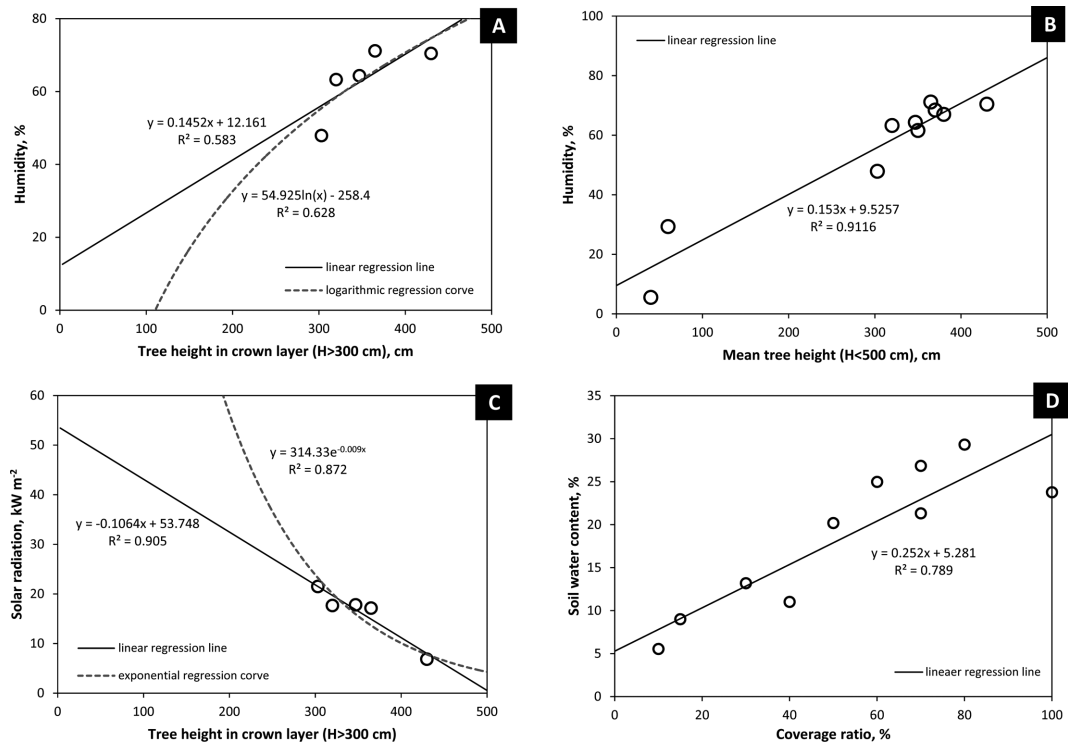 A
80
60
40
20
0
Humidity, %
y = 0.1452x + 12.161
R² = 0.583
y = 54.925ln(x) - 258.4
R² = 0.628
linear regression line
logarithmic regression corve
0 100 200 300 400 500
Tree height in crown layer (H>300 cm), cm
B
100
80
60
40
20
0
Humidity, %
linear regression line
y = 0.153x + 9.5257
R² = 0.9116
0 100 200 300 400 500
Mean tree height (H<500 cm), cm
C
60
50
40
30
20
10
0
Solar radiation, kW m⁻²
y = 314.33e⁻⁰·⁰⁰⁹ˣ
R² = 0.872
y = -0.1064x + 53.748
R² = 0.905
linear regression line
exponential regression corve
0 100 200 300 400 500
Tree height in crown layer (H>300 cm)
D
35
30
25
20
15
10
5
0
Soil water content, %
y = 0.252x + 5.281
R² = 0.789
lineaer regression line
0 20 40 60 80 100
Coverage ratio, %